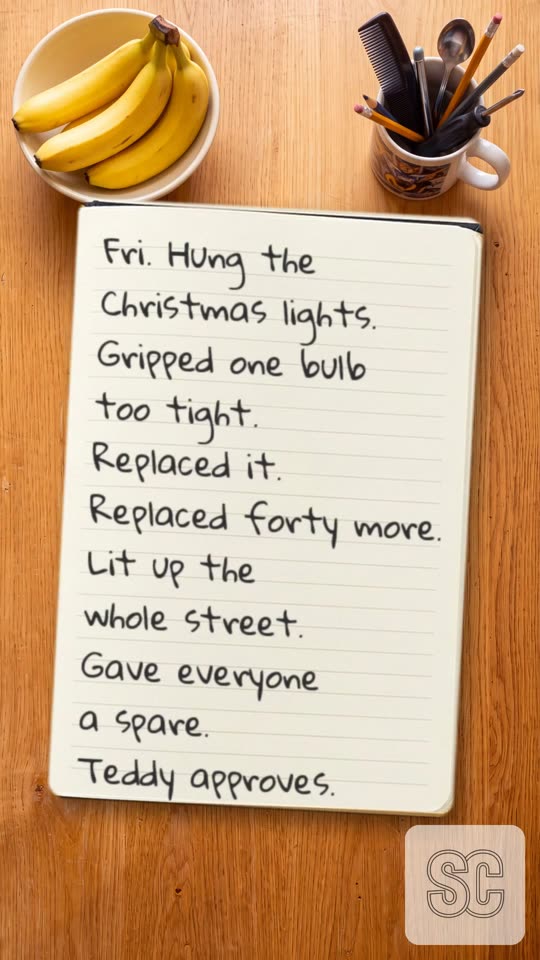 Fri. Hung the
Christmas lights.
Gripped one bulb
too tight.
Replaced it.
Replaced forty more.
Lit up the
whole street.
Gave everyone
a spare.
Teddy approves.
SC